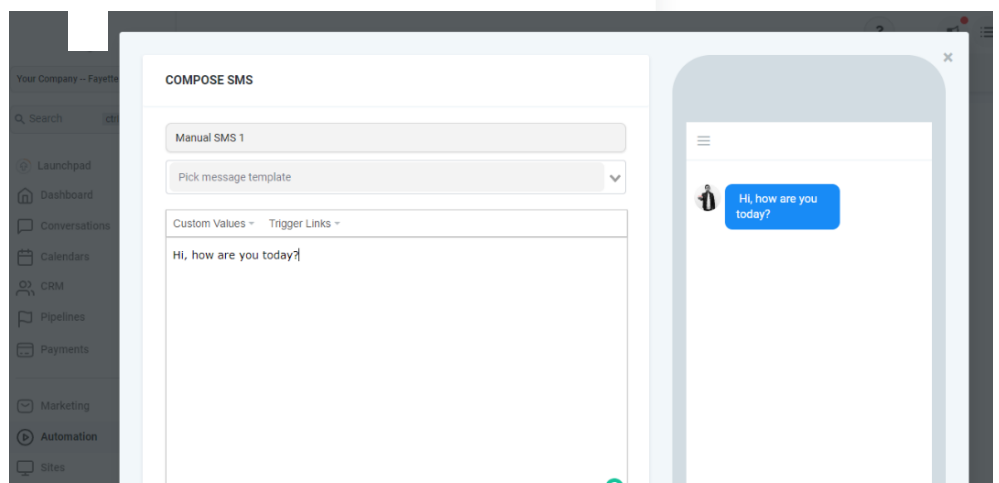 Your Company -- Fayette
Search
Launchpad
Dashboard
Conversations
Calendars
CRM
Pipelines
Payments
Marketing
Automation
Sites
COMPOSE SMS
Manual SMS 1
Pick message template
Custom Values
Trigger Links
Hi, how are you today?
Hi, how are you
today?